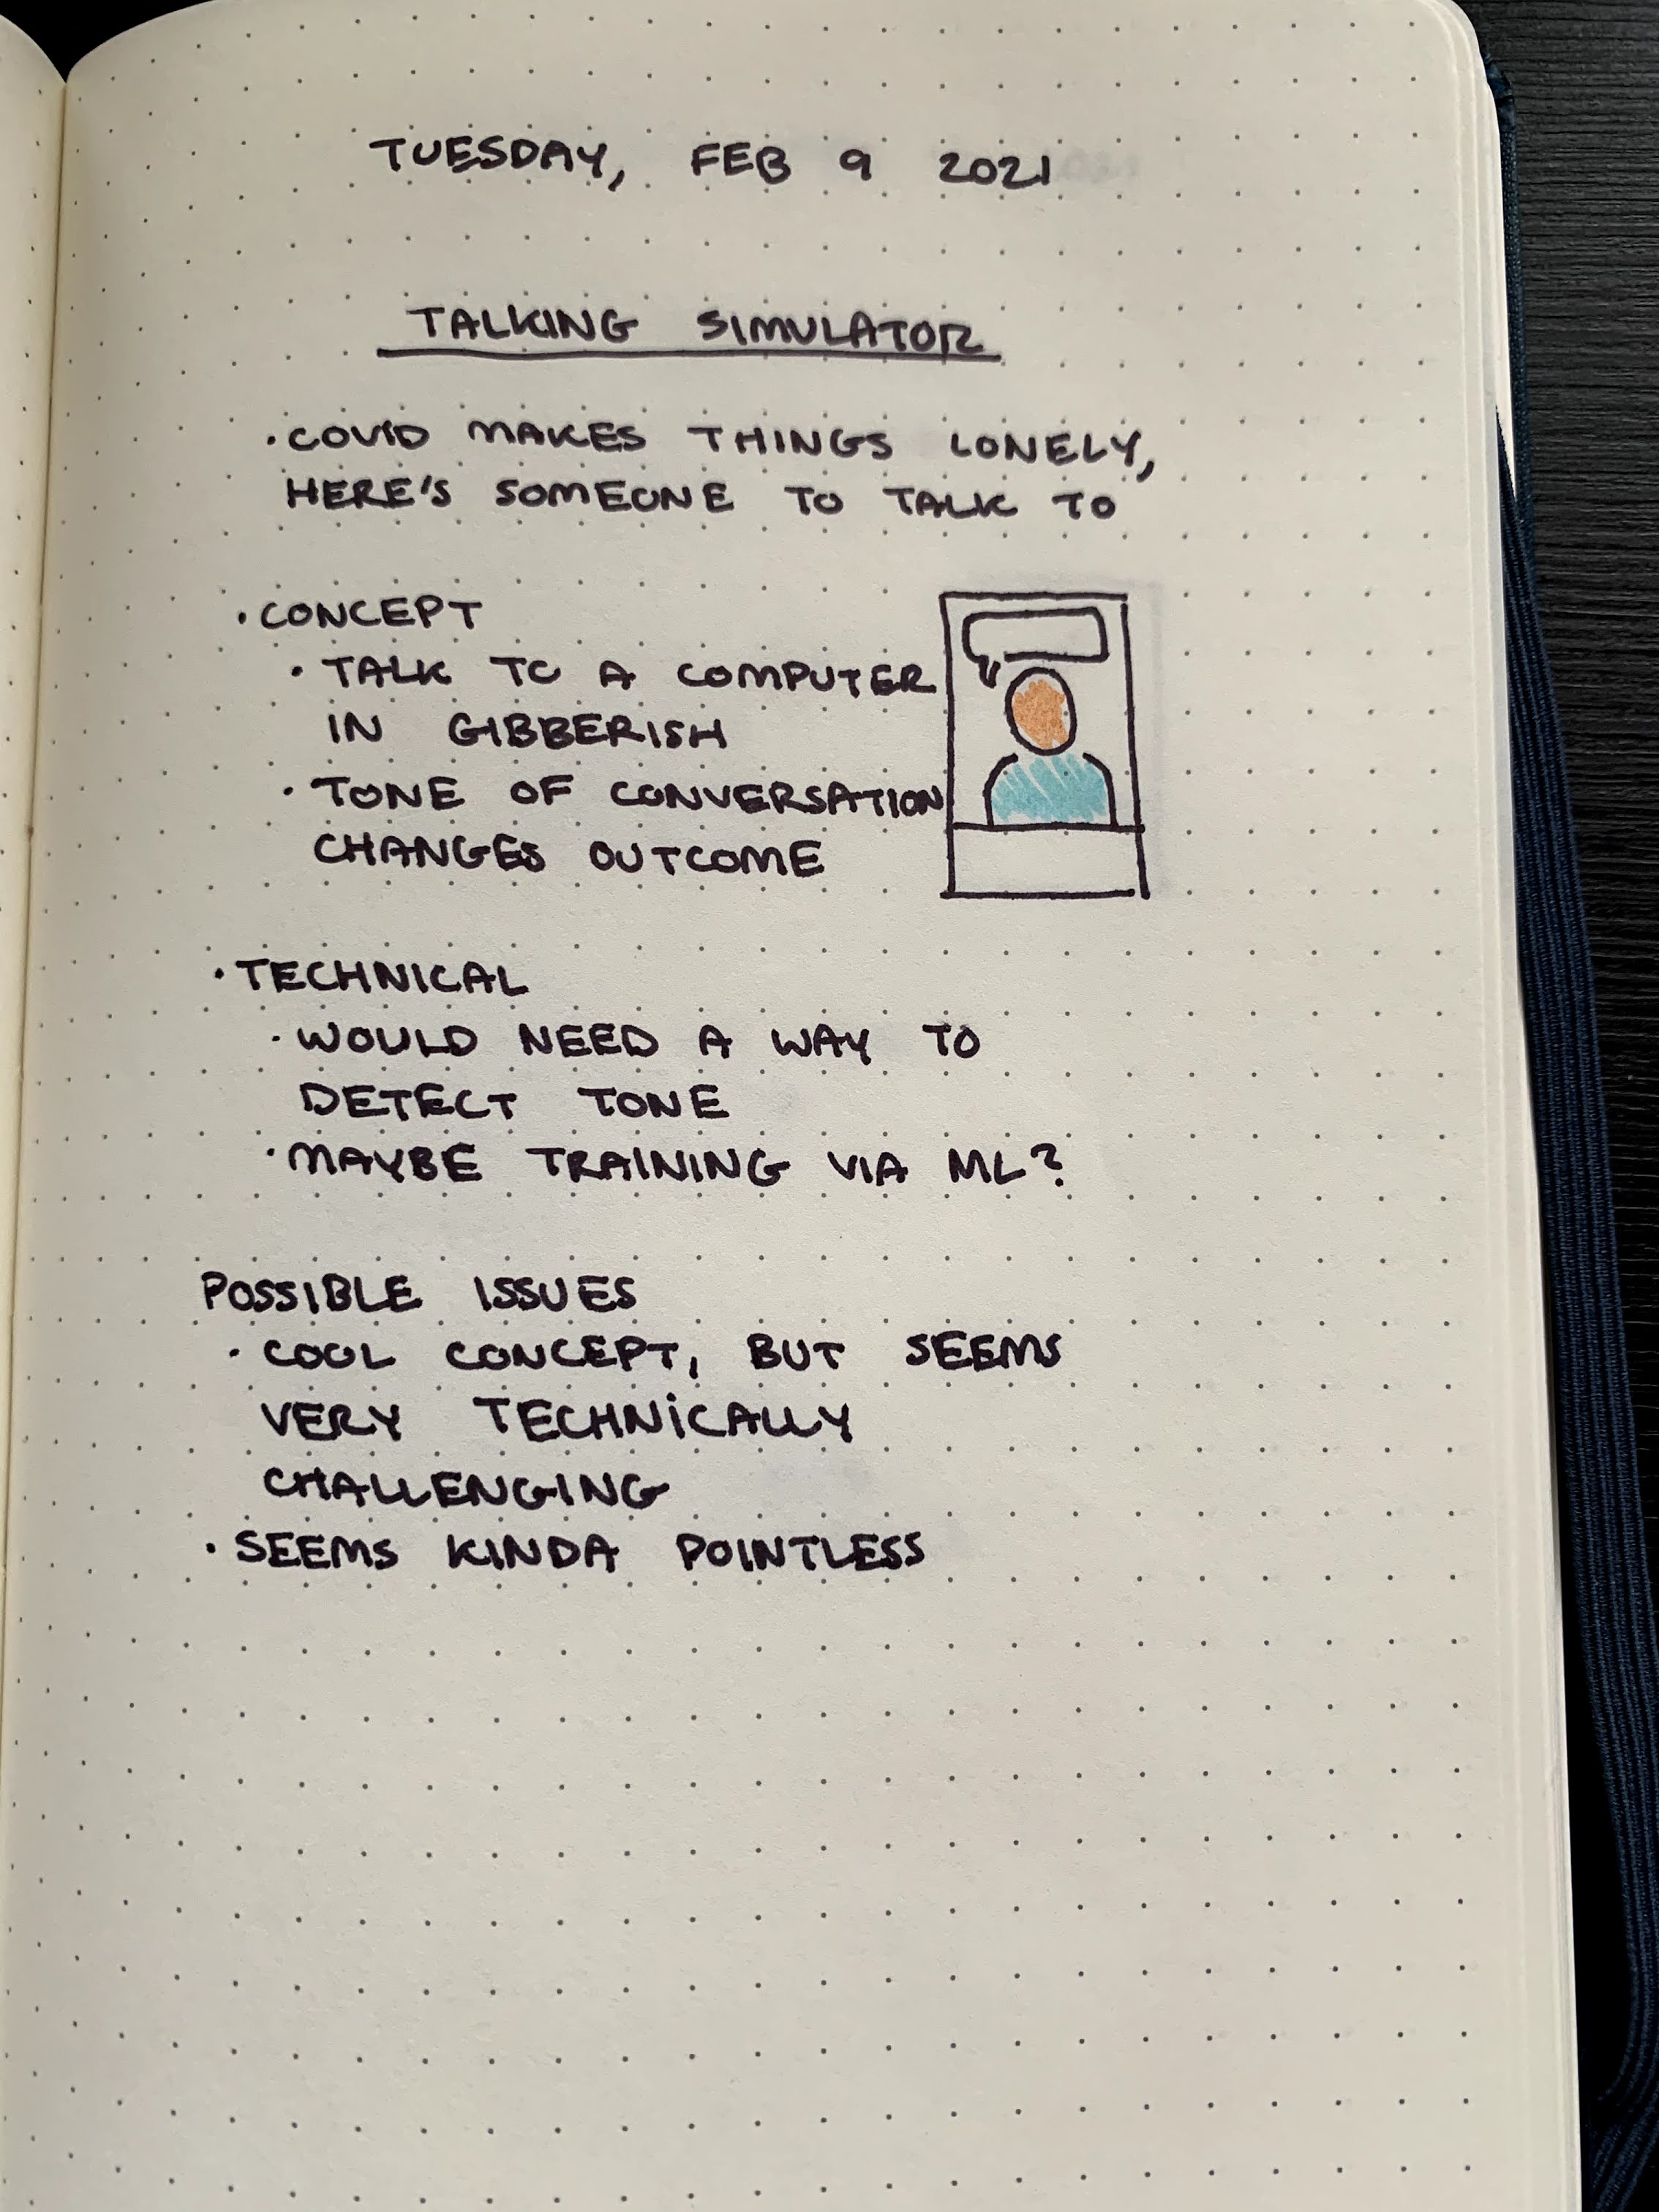 TUESDAY, FEB 9 2021
TALKING SIMULATOR
· COVID MAKES THINGS LONELY,
HERE'S SOMEONE TO TALK TO
· CONCEPT
· TALK TO A COMPUTER
IN GIBBERISH
· TONE OF CONVERSATION
CHANGES OUTCOME
· TECHNICAL
· WOULD NEED A WAY TO
DETECT TONE
· MAYBE TRAINING VIA ML?
POSSIBLE ISSUES
· COOL CONCEPT, BUT SEEMS
VERY TECHNICALLY
CHALLENGING
· SEEMS KINDA POINTLESS